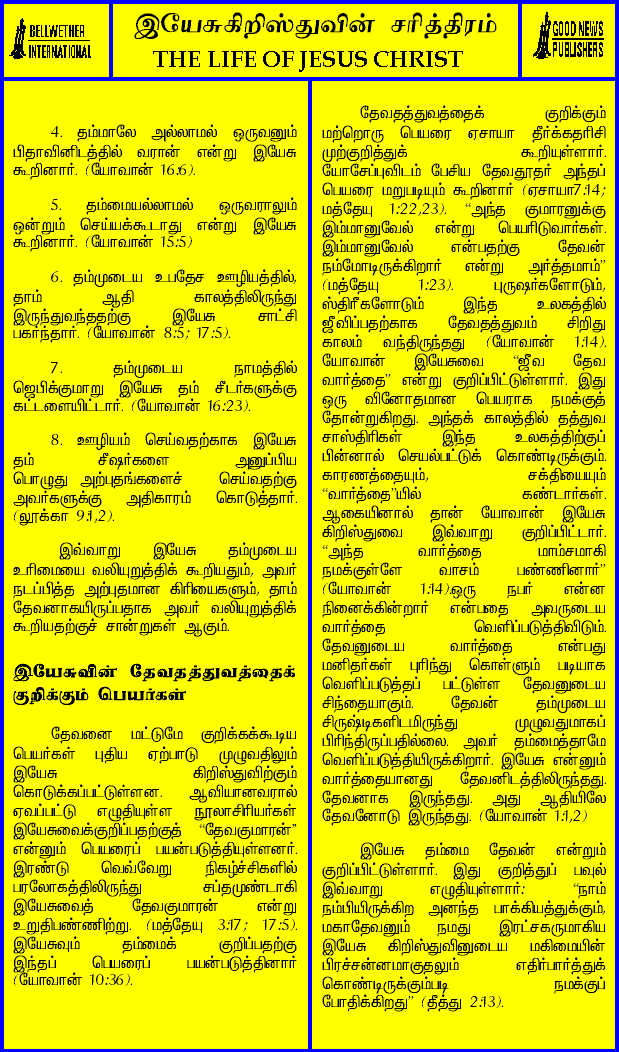 BELLWETHER
INTERNATIONAL
இயேசுகிறிஸ்துவின் சரித்திரம்
THE LIFE OF JESUS CHRIST
GOOD NEWS
PUBLISHERS
4. தம்மாலே அல்லாமல் ஒருவனும்
பிதாவினிடத்தில் வரான் என்று இயேசு
கூறினார். (யோவான் 16:6).
5. தம்மையல்லாமல் ஒருவராலும்
ஒன்றும் செய்யக்கூடாது என்று இயேசு
கூறினார். (யோவான் 15:5)
6. தம்முடைய உபதேச ஊழியத்தில்,
தாம் ஆதி காலத்திலிருந்து
இருந்துவந்ததற்கு இயேசு சாட்சி
பகர்ந்தார். (யோவான் 8:5; 17:5).
7. தம்முடைய நாமத்தில்
ஜெபிக்குமாறு இயேசு தம் சீடர்களுக்கு
கட்டளையிட்டார். (யோவான் 16:23).
8. ஊழியம் செய்வதற்காக இயேசு
தம் சீஷர்களை அனுப்பிய
பொழுது அற்புதங்களைச் செய்வதற்கு
அவர்களுக்கு அதிகாரம் கொடுத்தார்.
(லூக்கா 9:1,2).
இவ்வாறு இயேசு தம்முடைய
உரிமையை வலியுறுத்திக் கூறியதும், அவர்
நடப்பித்த அற்புதமான கிரியைகளும், தாம்
தேவனாகயிருப்பதாக அவர் வலியுறுத்திக்
கூறியதற்குச் சான்றுகள் ஆகும்.
இயேசுவின் தேவதத்துவத்தைக்
குறிக்கும் பெயர்கள்
தேவனை மட்டுமே குறிக்கக்கூடிய
பெயர்கள் புதிய ஏற்பாடு முழுவதிலும்
இயேசு கிறிஸ்துவிற்கும்
கொடுக்கப்பட்டுள்ளன. ஆவியானவரால்
ஏவப்பட்டு எழுதியுள்ள நூலாசிரியர்கள்
இயேசுவைக்குறிப்பதற்குத் “தேவகுமாரன்”
என்னும் பெயரைப் பயன்படுத்தியுள்ளனர்.
இரண்டு வெவ்வேறு நிகழ்ச்சிகளில்
பரலோகத்திலிருந்து சப்தமுண்டாகி
இயேசுவைத் தேவகுமாரன் என்று
உறுதிபண்ணிற்று. (மத்தேயு 3:17; 17:5).
இயேசுவும் தம்மைக் குறிப்பதற்கு
இந்தப் பெயரைப் பயன்படுத்தினார்
(யோவான் 10:36).
தேவதத்துவத்தைக் குறிக்கும்
மற்றொரு பெயரை ஏசாயா தீர்க்கதரிசி
முற்குறித்துக் கூறியுள்ளார்.
யோசேப்புவிடம் பேசிய தேவதூதர் அந்தப்
பெயரை மறுபடியும் கூறினார் (ஏசாயா7:14;
மத்தேயு 1:22,23). “அந்த குமாரனுக்கு
இம்மானுவேல் என்று பெயரிடுவார்கள்.
இம்மானுவேல் என்பதற்கு தேவன்
நம்மோடிருக்கிறார் என்று அர்த்தமாம்”
(மத்தேயு 1:23). புருஷர்களோடும்,
ஸ்திரீகளோடும் இந்த உலகத்தில்
ஜீவிப்பதற்காக தேவதத்துவம் சிறிது
காலம் வந்திருந்தது (யோவான் 1:14).
யோவான் இயேசுவை “ஜீவ தேவ
வார்த்தை” என்று குறிப்பிட்டுள்ளார். இது
ஒரு வினோதமான பெயராக நமக்குத்
தோன்றுகிறது. அந்தக் காலத்தில் தத்துவ
சாஸ்திரிகள் இந்த உலகத்திற்குப்
பின்னால் செயல்பட்டுக் கொண்டிருக்கும்.
காரணத்தையும், சக்தியையும்
“வார்த்தை”யில் கண்டார்கள்.
ஆகையினால் தான் யோவான் இயேசு
கிறிஸ்துவை இவ்வாறு குறிப்பிட்டார்.
“அந்த வார்த்தை மாம்சமாகி
நமக்குள்ளே வாசம் பண்ணினார்”
(யோவான் 1:14).ஒரு நபர் என்ன
நினைக்கின்றார் என்பதை அவருடைய
வார்த்தை வெளிப்படுத்திவிடும்.
தேவனுடைய வார்த்தை என்பது
மனிதர்கள் புரிந்து கொள்ளும் படியாக
வெளிப்படுத்தப் பட்டுள்ள தேவனுடைய
சிந்தையாகும். தேவன் தம்முடைய
சிருஷ்டிகளிடமிருந்து முழுவதுமாகப்
பிரிந்திருப்பதில்லை. அவர் தம்மைத்தாமே
வெளிப்படுத்தியிருக்கிறார். இயேசு என்னும்
வார்த்தையானது தேவனிடத்திலிருந்தது.
தேவனாக இருந்தது. அது ஆதியிலே
தேவனோடு இருந்தது. (யோவான் 1:1,2)
இயேசு தம்மை தேவன் என்றும்
குறிப்பிட்டுள்ளார். இது குறித்துப் பவுல்
இவ்வாறு எழுதியுள்ளார்: “நாம்
நம்பியிருக்கிற அனந்த பாக்கியத்துக்கும்,
மகாதேவனும் நமது இரட்சகருமாகிய
இயேசு கிறிஸ்துவினுடைய மகிமையின்
பிரச்சன்னமாகுதலும் எதிர்பார்த்துக்
கொண்டிருக்கும்படி நமக்குப்
போதிக்கிறது” (தீத்து 2:13).